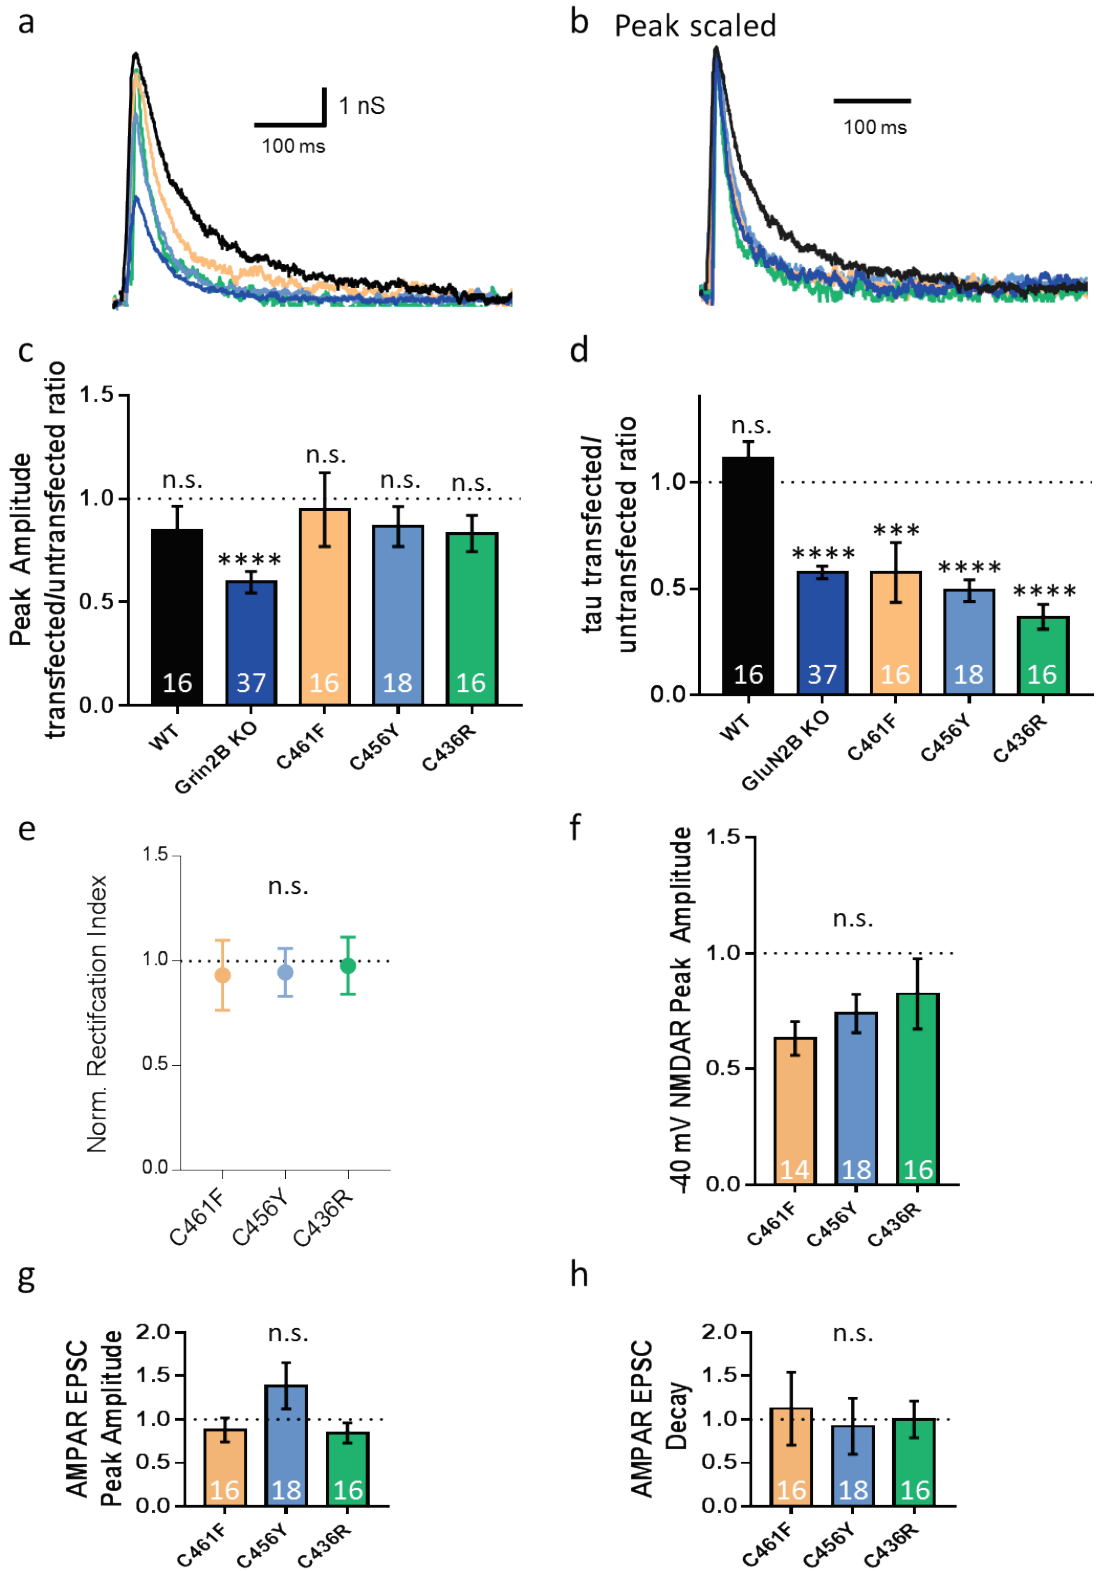 a
1 nS
100 ms
b Peak scaled
100 ms
c
Peak Amplitude
transfected/untransfected ratio
1.5
1.0
0.5
0.0
n.s.
****
n.s.
n.s.
n.s.
16
37
16
18
16
WT
Grin2B KO
C461F
C456Y
C436R
d
tau transfected/
untransfected ratio
1.0
0.5
0.0
n.s.
****
***
****
****
16
37
16
18
16
WT
GluN2B KO
C461F
C456Y
C436R
e
Norm. Rectifcation Index
1.5
1.0
0.5
0.0
n.s.
C461F
C456Y
C436R
f
-40 mV NMDAR Peak Amplitude
1.5
1.0
0.5
0.0
n.s.
14
18
16
C461F
C456Y
C436R
g
AMPAR EPSC
Peak Amplitude
2.0
1.5
1.0
0.5
0.0
n.s.
16
18
16
C461F
C456Y
C436R
h
AMPAR EPSC
Decay
2.0
1.5
1.0
0.5
0.0
n.s.
16
18
16
C461F
C456Y
C436R